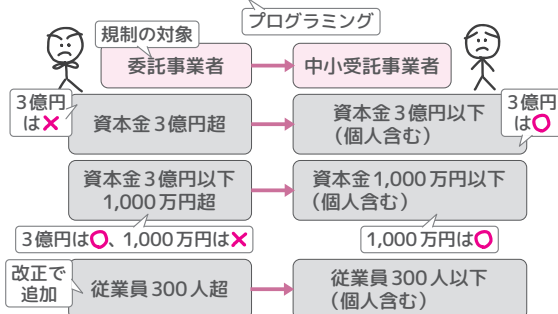 プログラミング
規制の対象
委託事業者
中小受託事業者
3億円
は×
資本金3億円超
資本金3億円以下
(個人含む)
3億円
は○
資本金3億円以下
1,000万円超
資本金1,000万円以下
(個人含む)
3億円は○、1,000万円は×
1,000万円は○
改正で
追加
従業員300人超
従業員300人以下
(個人含む)